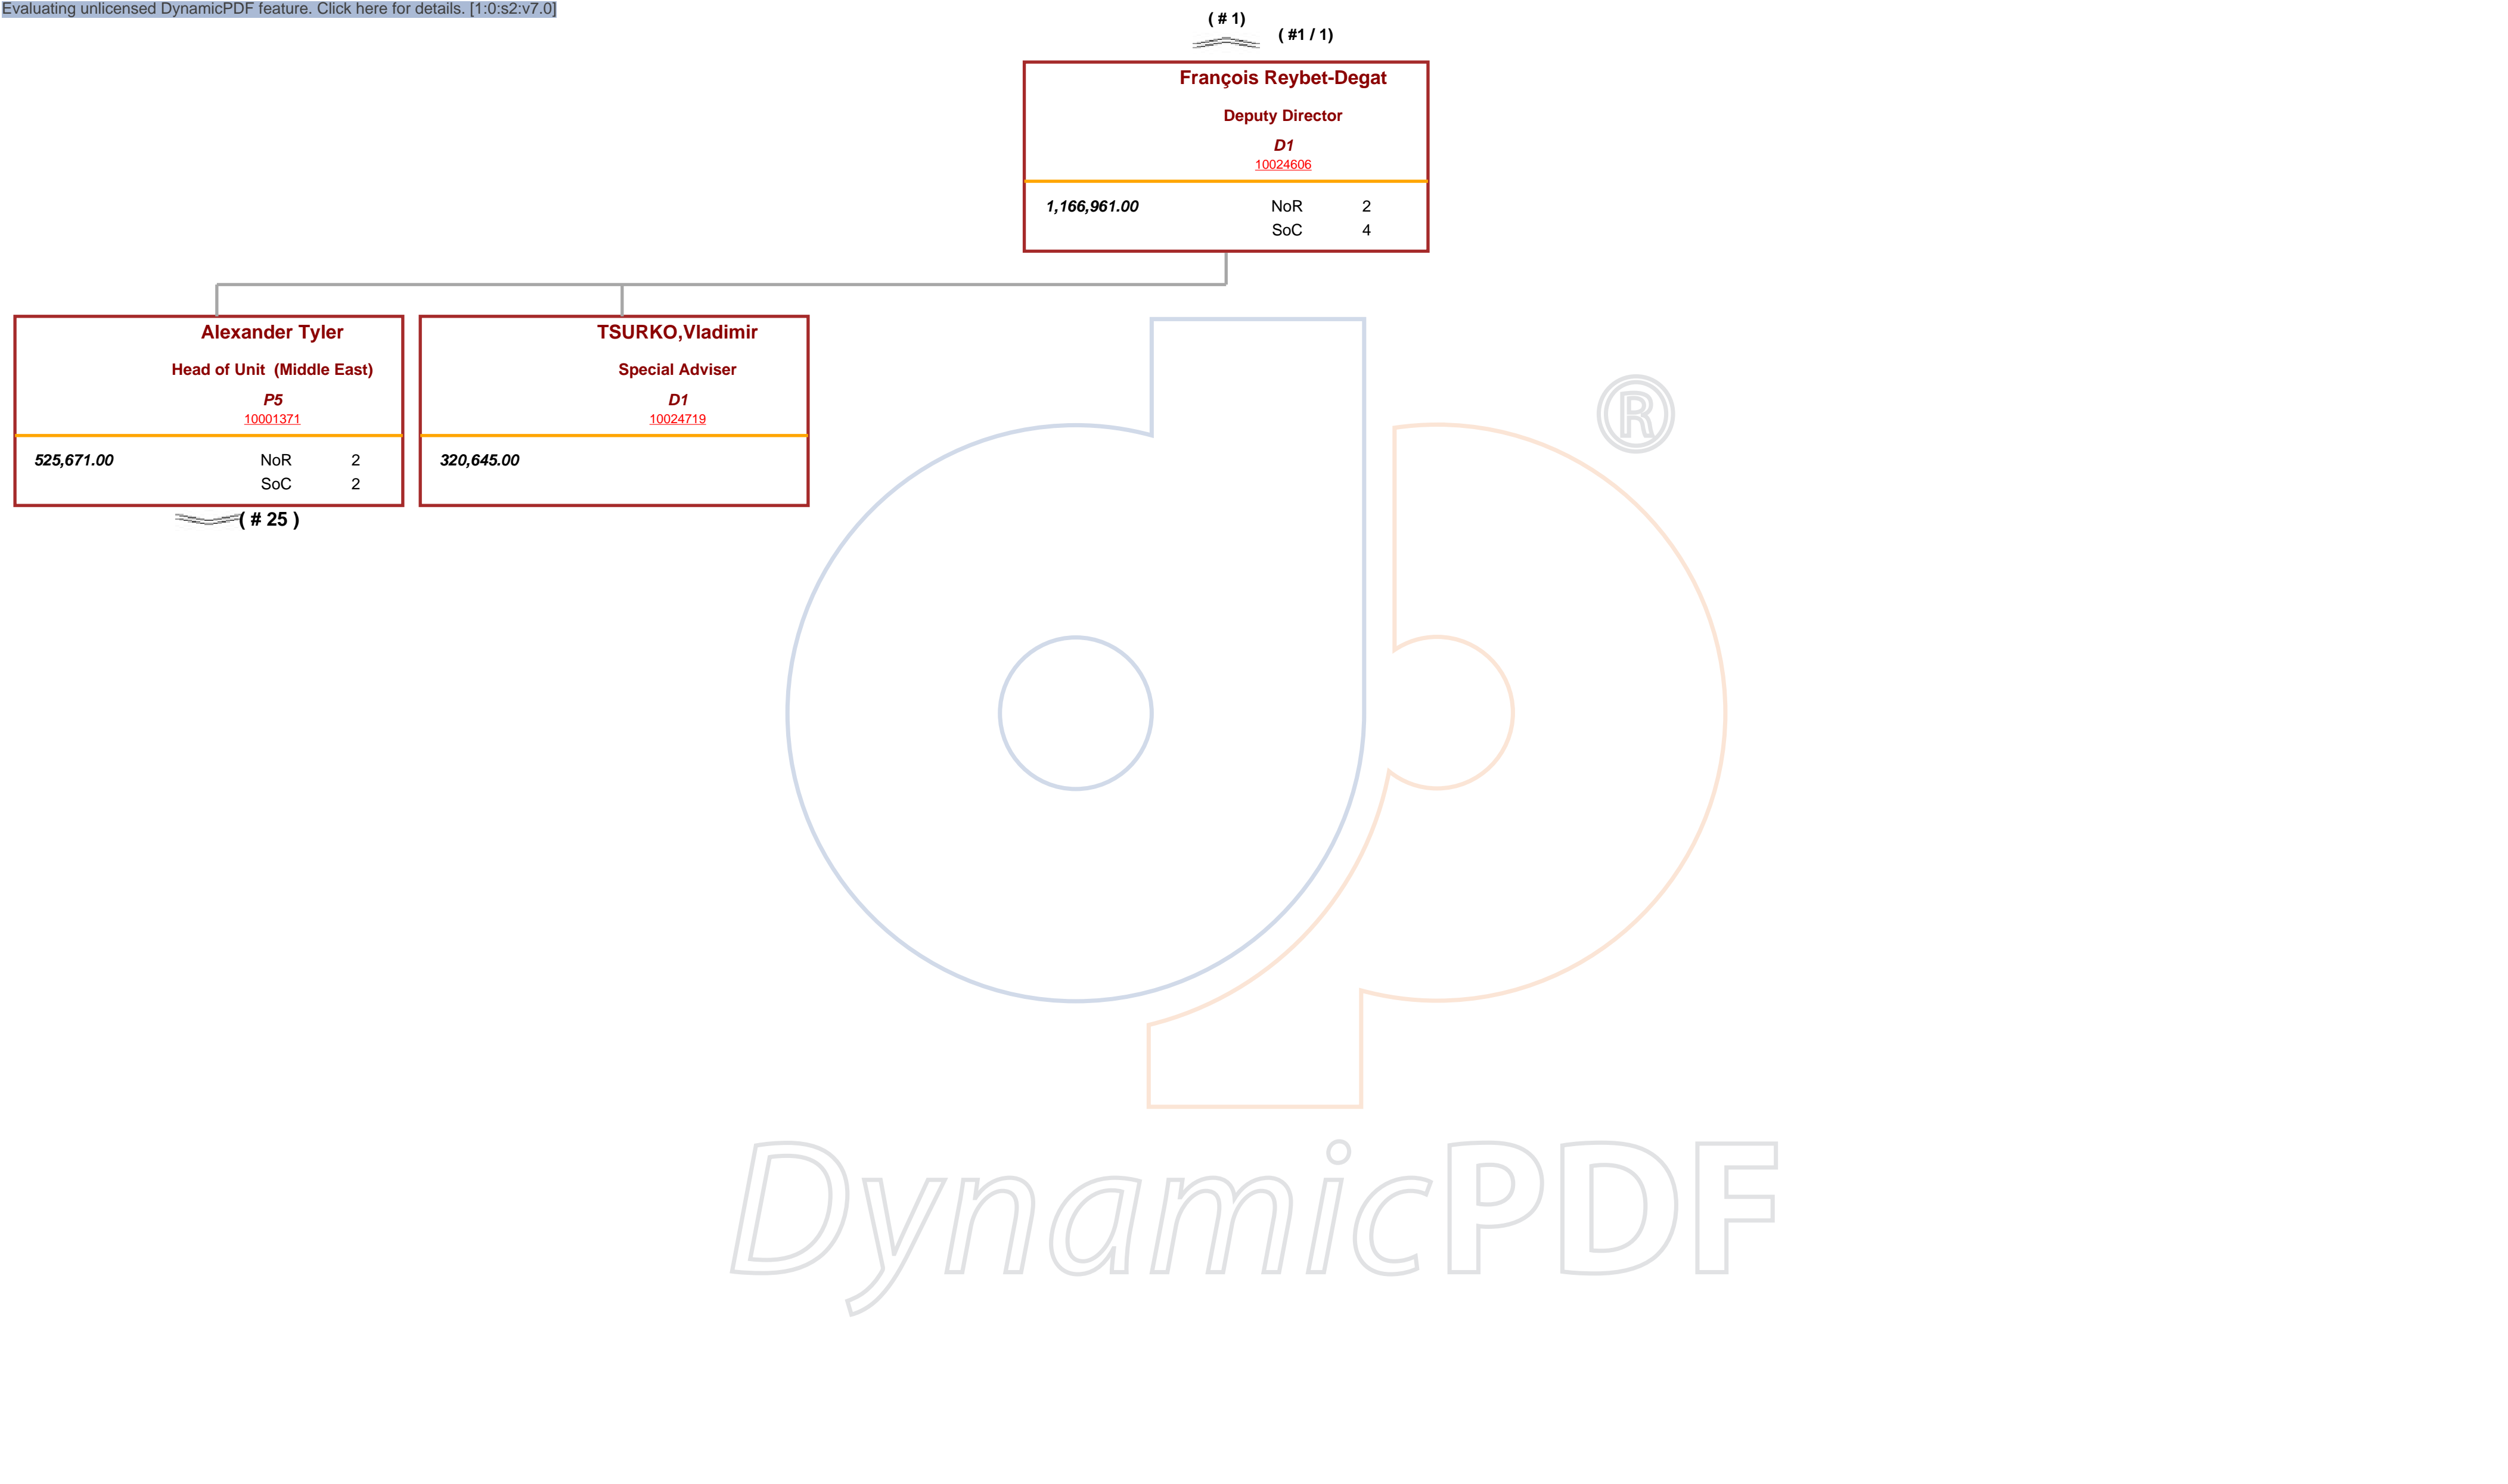 Evaluating unlicensed DynamicPDF feature. Click here for details. [1:0:s2:v7.0]
( # 1)
( #1 / 1)
François Reybet-Degat
Deputy Director
D1
10024606
1,166,961.00 NoR 2
SoC 4
Alexander Tyler
Head of Unit  (Middle East)
P5
10001371
525,671.00 NoR 2
SoC 2
( # 25 )
TSURKO,Vladimir
Special Adviser
D1
10024719
320,645.00
®
DynamicPDF